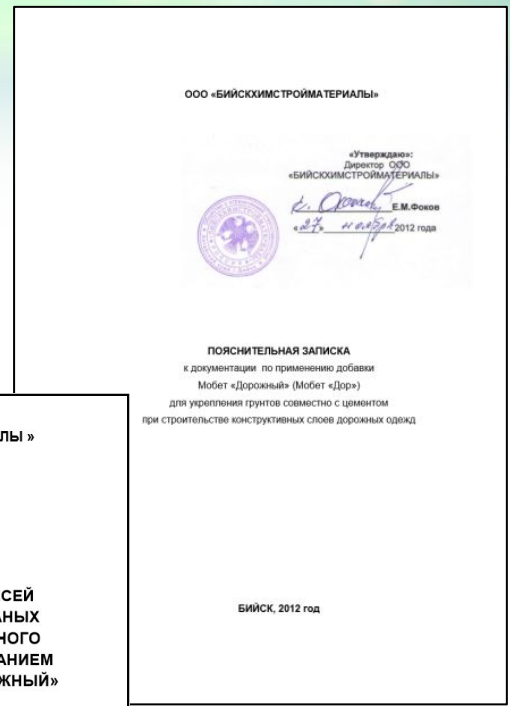 ООО «БИЙСКХИМСТРОЙМАТЕРИАЛЫ»
«Утверждаю»:
Директор ООО
«БИЙСКХИМСТРОЙМАТЕРИАЛЫ»
Е.М.Фоков
«27» ноября 2012 года
ПОЯСНИТЕЛЬНАЯ ЗАПИСКА
к документации по применению добавки
Мобет «Дорожный» (Мобет «Дор»)
для укрепления грунтов совместно с цементом
при строительстве конструктивных слоев дорожных одежд
БИЙСК, 2012 год
ЛЫ »
СЕЙ
АНЫХ
НОГО
АНИЕМ
ЖНЫЙ»